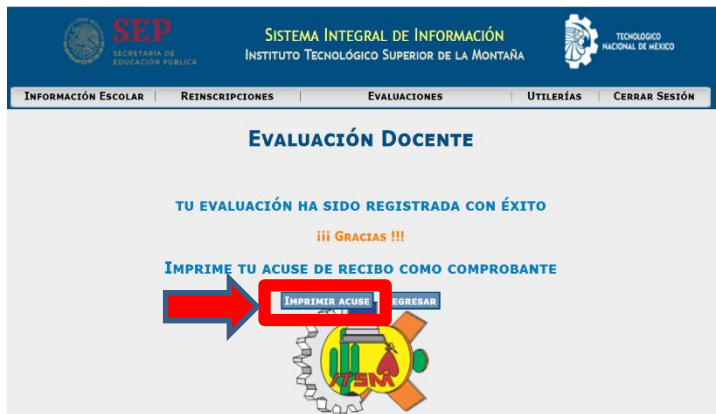 SEP
SECRETARÍA DE
EDUCACIÓN PÚBLICA
SISTEMA INTEGRAL DE INFORMACIÓN
INSTITUTO TECNOLÓGICO SUPERIOR DE LA MONTAÑA
TECNOLÓGICO
NACIONAL DE MÉXICO
INFORMACIÓN ESCOLAR | REINSCRIPCIONES | EVALUACIONES | UTILERÍAS | CERRAR SESIÓN
EVALUACIÓN DOCENTE
TU EVALUACIÓN HA SIDO REGISTRADA CON ÉXITO
¡¡¡ GRACIAS !!!
IMPRIME TU ACUSE DE RECIBO COMO COMPROBANTE
IMPRIMIR ACUSE EGRESAR
ITSM